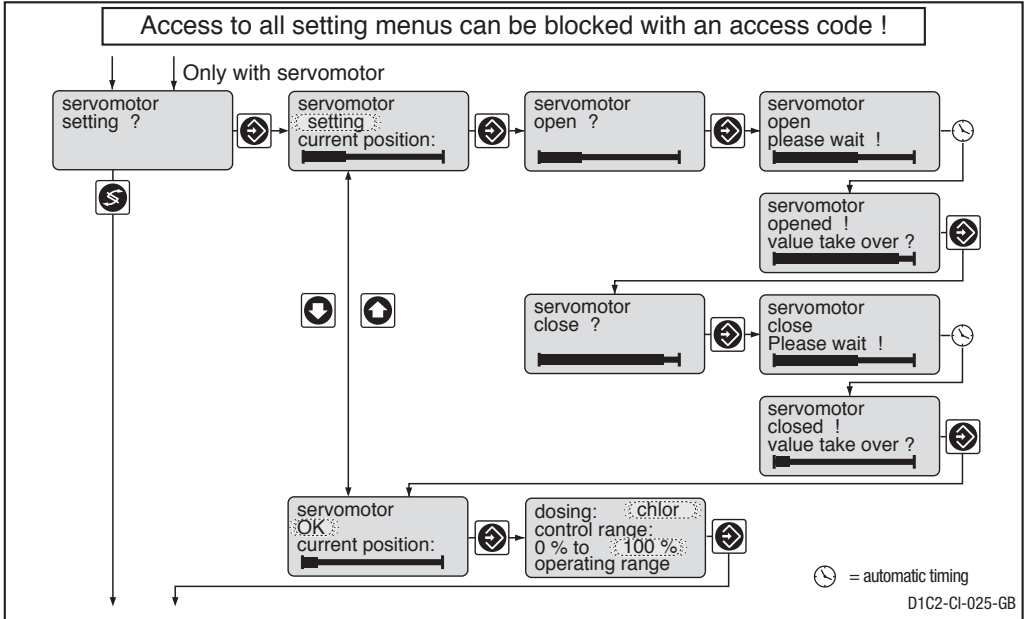 Access to all setting menus can be blocked with an access code !
Only with servomotor
servomotor
setting ?
servomotor
setting
current position:
servomotor
open ?
servomotor
open
please wait !
servomotor
opened !
value take over ?
servomotor
close ?
servomotor
close
Please wait !
servomotor
closed !
value take over ?
servomotor
OK
current position:
dosing: chlor
control range:
0 % to 100 %
operating range
= automatic timing
D1C2-CI-025-GB